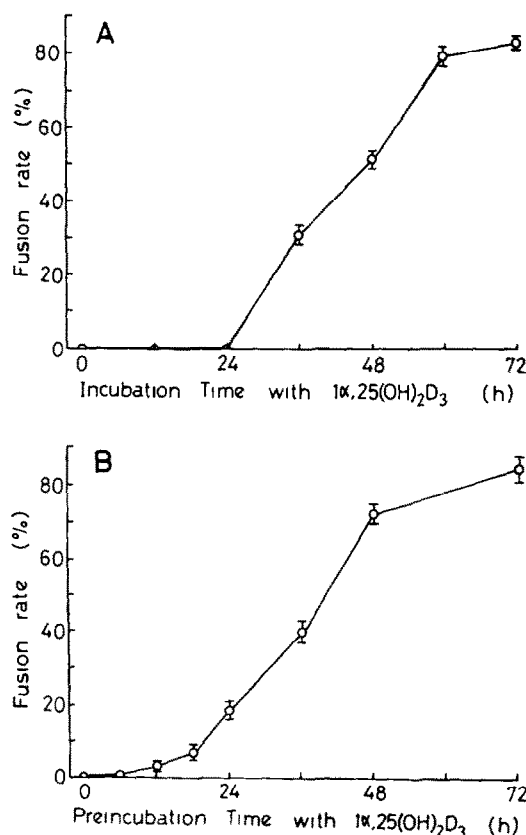 A
80
60
40
20
0
Fusion rate (%)
0 24 48 72
Incubation Time with 1α,25(OH)₂D₃ (h)
B
80
60
40
20
0
Fusion rate (%)
0 24 48 72
Preincubation Time with 1α,25(OH)₂D₃ (h)